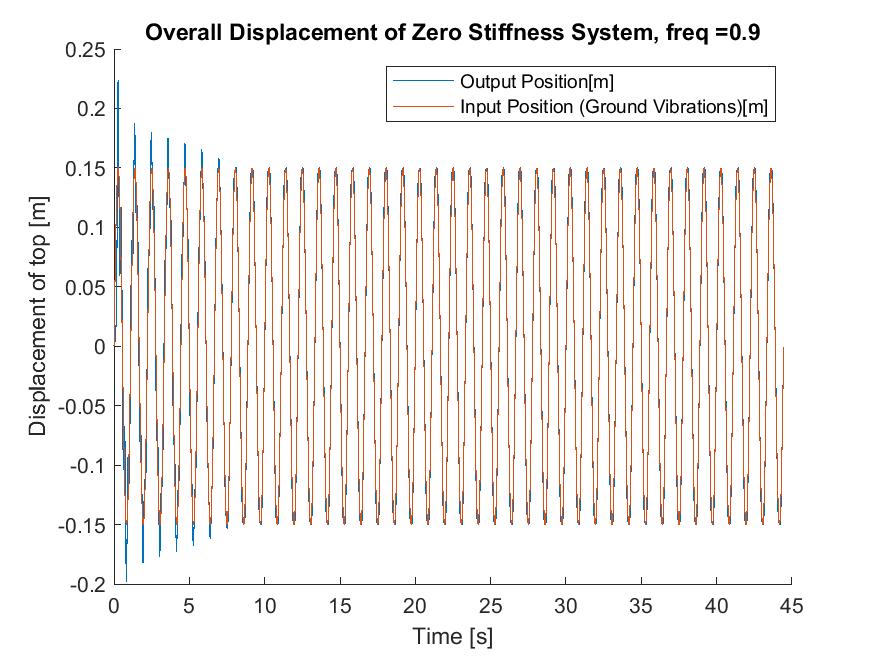 Overall Displacement of Zero Stiffness System, freq =0.9
Output Position[m]
Input Position (Ground Vibrations)[m]
Displacement of top [m]
0.25
0.2
0.15
0.1
0.05
0
-0.05
-0.1
-0.15
-0.2
0 5 10 15 20 25 30 35 40 45
Time [s]